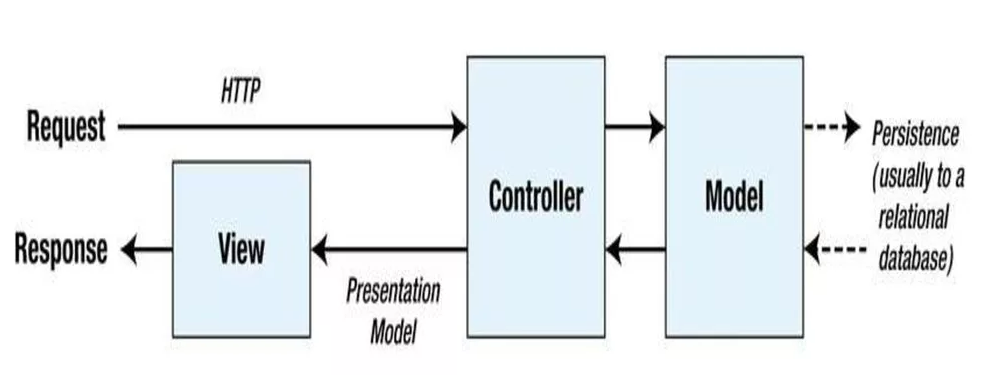 HTTP
Request
Controller
Model
Persistence
(usually to a
relational
database)
Response
View
Presentation
Model